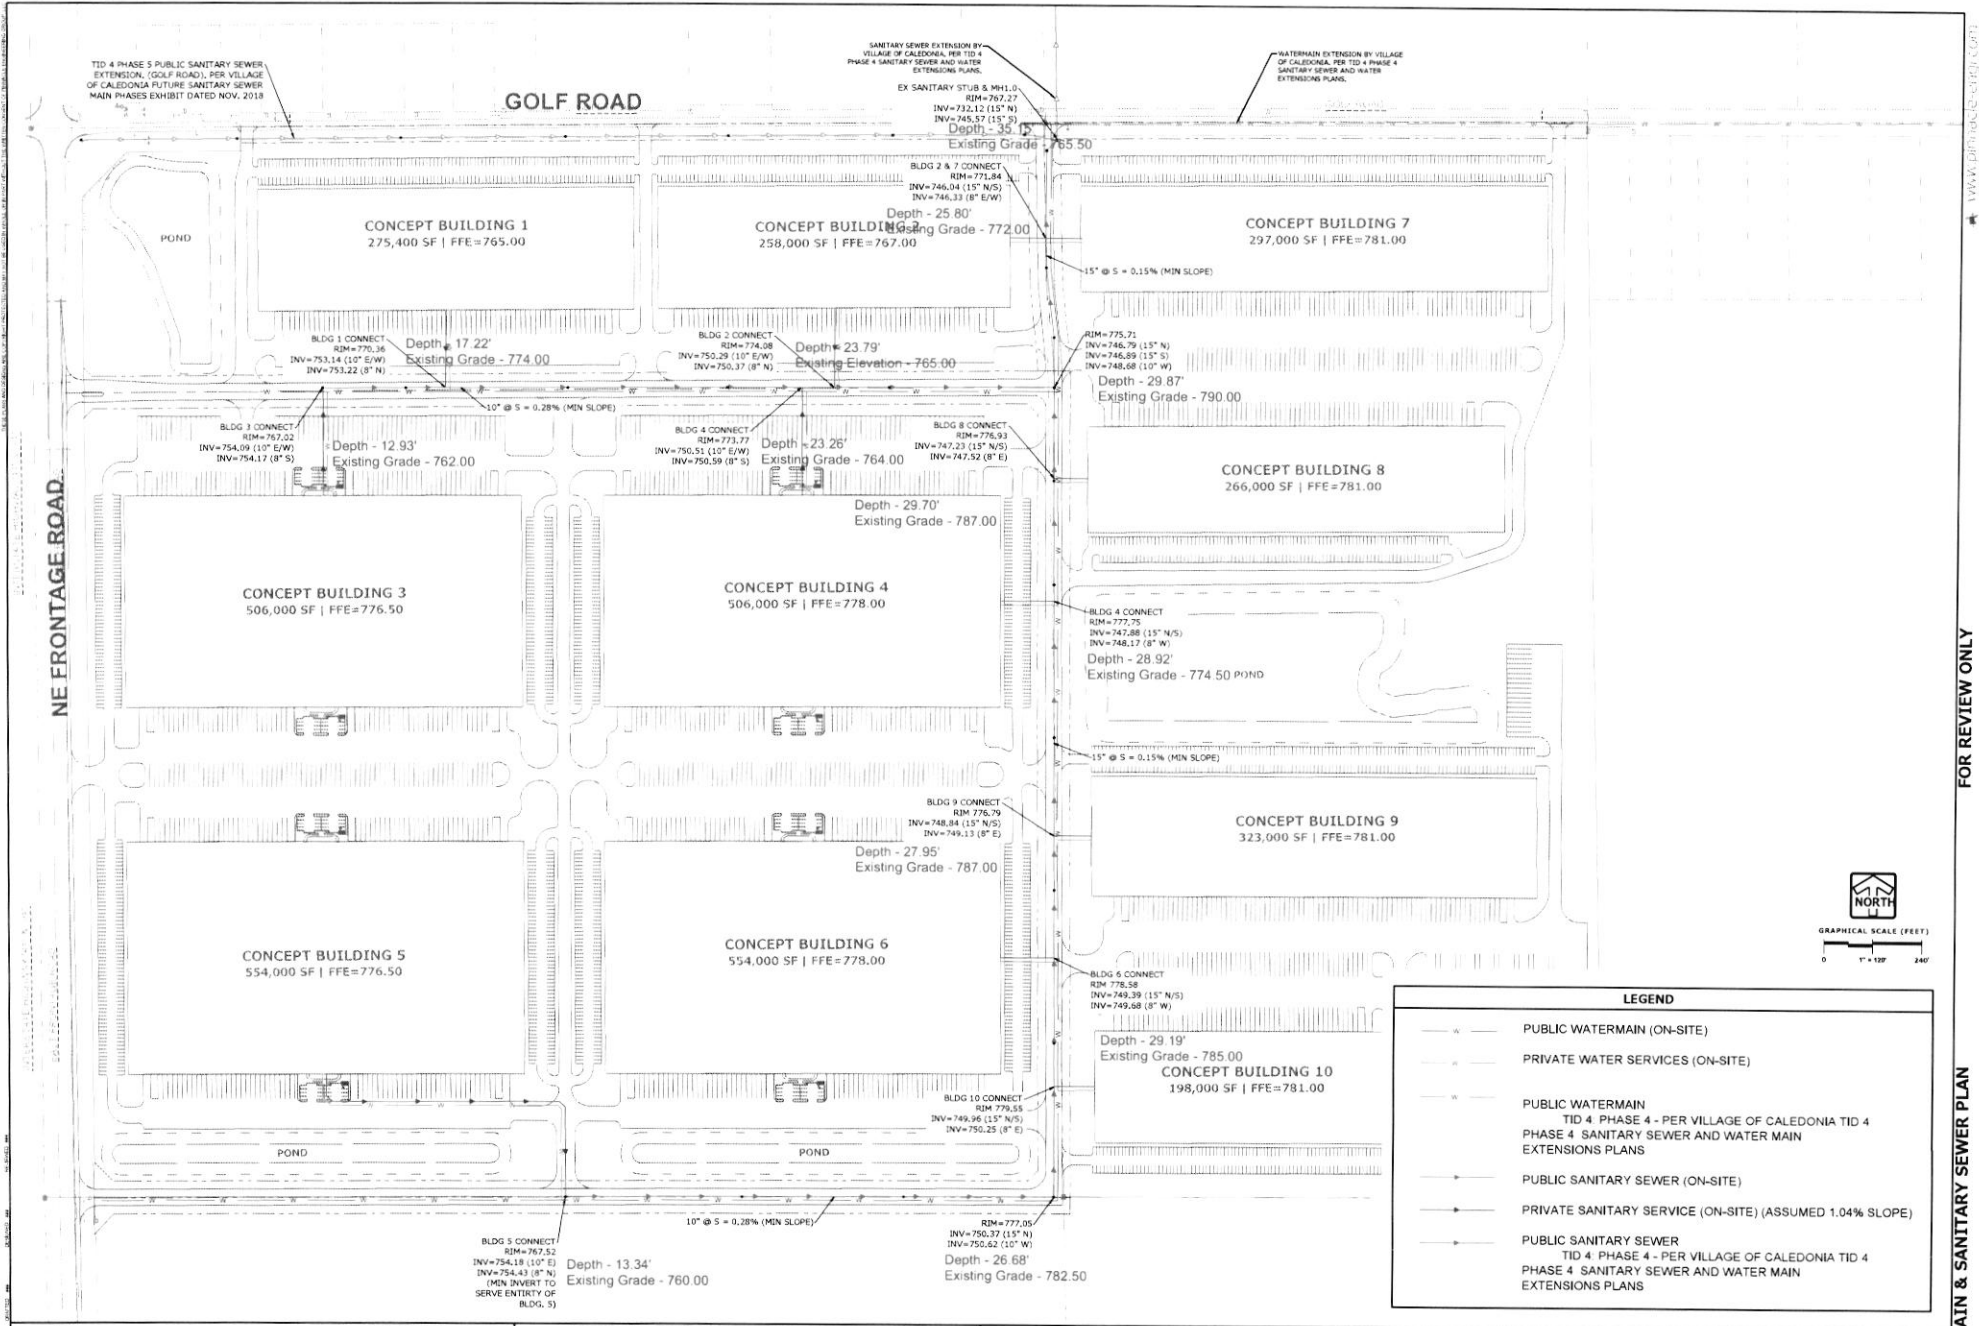 TID 4 PHASE 5 PUBLIC SANITARY SEWER
EXTENSION, (GOLF ROAD), PER VILLAGE
OF CALEDONIA FUTURE SANITARY SEWER
MAIN PHASES EXHIBIT DATED NOV. 2018
GOLF ROAD
SANITARY SEWER EXTENSION BY
VILLAGE OF CALEDONIA, PER TID 4
PHASE 4 SANITARY SEWER AND WATER
EXTENSIONS PLANS.
EX SANITARY STUB & MH1.0
RIM=767.27
INV=732.12 (15" N)
INV=745.57 (15" S)
Depth - 35.15'
Existing Grade - 765.50
WATERMAIN EXTENSION BY VILLAGE
OF CALEDONIA, PER TID 4 PHASE 4
SANITARY SEWER AND WATER
EXTENSIONS PLANS.
BLDG 2 & 7 CONNECT
RIM=771.84
INV=746.04 (15" N/S)
INV=746.33 (8" E/W)
Depth - 25.80'
Existing Grade - 772.00
POND
CONCEPT BUILDING 1
275,400 SF | FFE=765.00
CONCEPT BUILDING 2
258,000 SF | FFE=767.00
CONCEPT BUILDING 7
297,000 SF | FFE=781.00
15" @ S = 0.15% (MIN SLOPE)
BLDG 1 CONNECT
RIM=770.36
INV=753.14 (10" E/W)
INV=753.22 (8" N)
Depth - 17.22'
Existing Grade - 774.00
BLDG 2 CONNECT
RIM=774.08
INV=750.29 (10" E/W)
INV=750.37 (8" N)
Depth - 23.79'
Existing Elevation - 765.00
RIM=775.71
INV=746.79 (15" N)
INV=746.89 (15" S)
INV=748.68 (10" W)
Depth - 29.87'
Existing Grade - 790.00
10" @ S = 0.28% (MIN SLOPE)
BLDG 3 CONNECT
RIM=767.02
INV=754.09 (10" E/W)
INV=754.17 (8" S)
Depth - 12.93'
Existing Grade - 762.00
BLDG 4 CONNECT
RIM=773.77
INV=750.51 (10" E/W)
INV=750.59 (8" S)
Depth - 23.26'
Existing Grade - 764.00
BLDG 8 CONNECT
RIM=776.93
INV=747.23 (15" N/S)
INV=747.52 (8" E)
CONCEPT BUILDING 8
266,000 SF | FFE=781.00
Depth - 29.70'
Existing Grade - 787.00
NE FRONTAGE ROAD
CONCEPT BUILDING 3
506,000 SF | FFE=776.50
CONCEPT BUILDING 4
506,000 SF | FFE=778.00
BLDG 4 CONNECT
RIM=777.75
INV=747.88 (15" N/S)
INV=748.17 (8" W)
Depth - 28.92'
Existing Grade - 774.50
POND
15" @ S = 0.15% (MIN SLOPE)
BLDG 9 CONNECT
RIM 776.79
INV=748.84 (15" N/S)
INV=749.13 (8" E)
Depth - 27.95'
Existing Grade - 787.00
CONCEPT BUILDING 9
323,000 SF | FFE=781.00
CONCEPT BUILDING 5
554,000 SF | FFE=776.50
CONCEPT BUILDING 6
554,000 SF | FFE=778.00
BLDG 6 CONNECT
RIM 778.58
INV=749.39 (15" N/S)
INV=749.68 (8" W)
Depth - 29.19'
Existing Grade - 785.00
CONCEPT BUILDING 10
198,000 SF | FFE=781.00
BLDG 10 CONNECT
RIM 779.55
INV=749.96 (15" N/S)
INV=750.25 (8" E)
POND
POND
10" @ S = 0.28% (MIN SLOPE)
BLDG 5 CONNECT
RIM=767.52
INV=754.18 (10" E)
INV=754.43 (8" N)
(MIN INVERT TO
SERVE ENTIRTY OF
BLDG. 5)
Depth - 13.34'
Existing Grade - 760.00
RIM=777.05
INV=750.37 (15" N)
INV=750.62 (10" W)
Depth - 26.68'
Existing Grade - 782.50
NORTH
GRAPHICAL SCALE (FEET)
0 1" = 120' 240'
LEGEND
PUBLIC WATERMAIN (ON-SITE)
PRIVATE WATER SERVICES (ON-SITE)
PUBLIC WATERMAIN
TID 4: PHASE 4 - PER VILLAGE OF CALEDONIA TID 4
PHASE 4 SANITARY SEWER AND WATER MAIN
EXTENSIONS PLANS
PUBLIC SANITARY SEWER (ON-SITE)
PRIVATE SANITARY SERVICE (ON-SITE) (ASSUMED 1.04% SLOPE)
PUBLIC SANITARY SEWER
TID 4: PHASE 4 - PER VILLAGE OF CALEDONIA TID 4
PHASE 4 SANITARY SEWER AND WATER MAIN
EXTENSIONS PLANS
FOR REVIEW ONLY
AIN & SANITARY SEWER PLAN